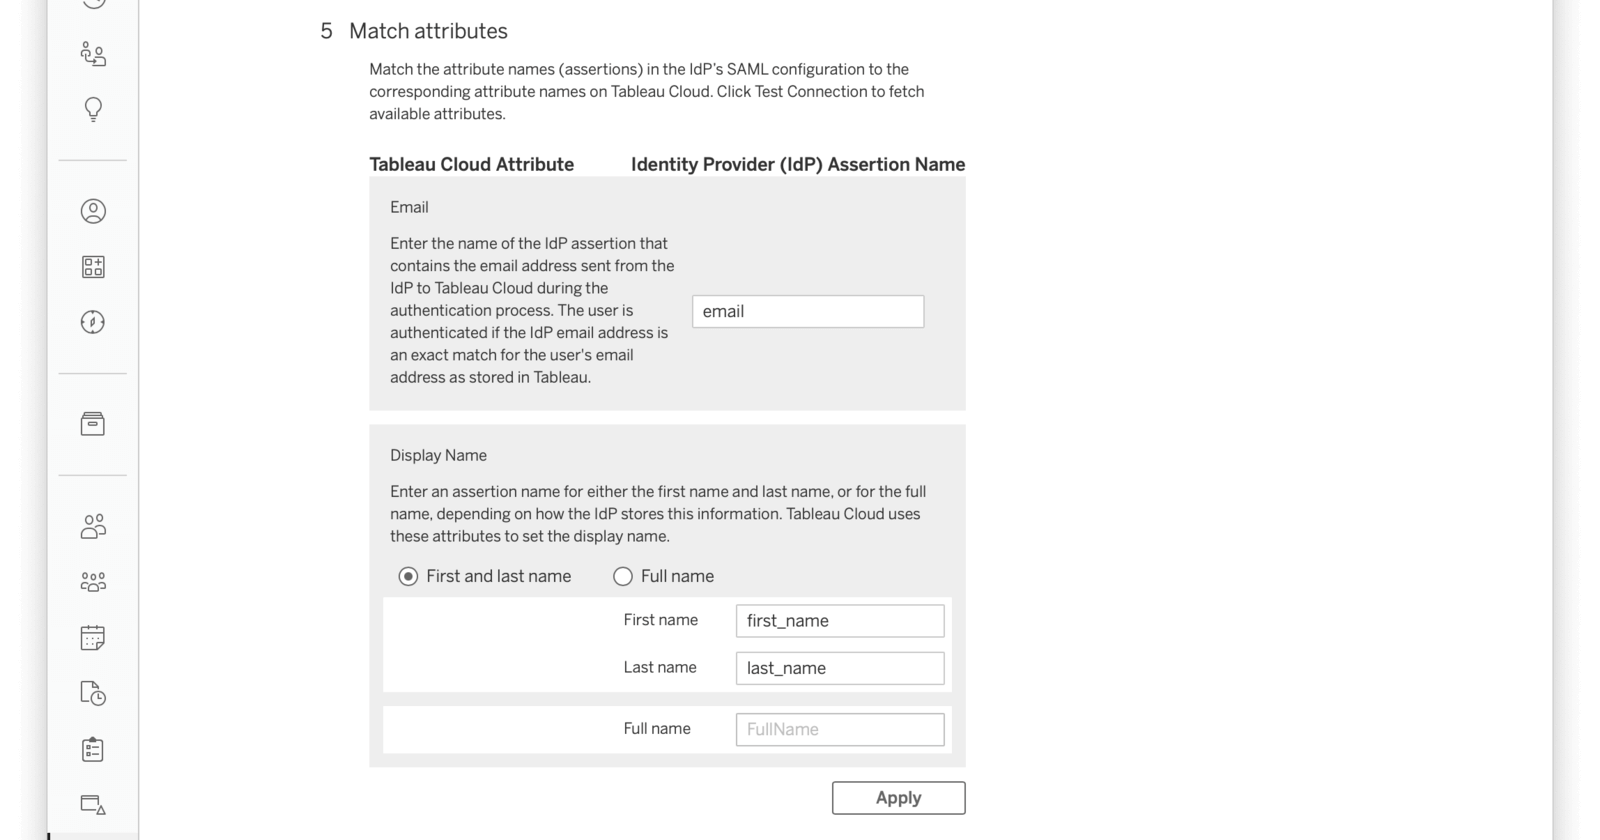 5 Match attributes
Match the attribute names (assertions) in the IdP's SAML configuration to the
corresponding attribute names on Tableau Cloud. Click Test Connection to fetch
available attributes.
Tableau Cloud Attribute Identity Provider (IdP) Assertion Name
Email
Enter the name of the IdP assertion that
contains the email address sent from the
IdP to Tableau Cloud during the
authentication process. The user is
authenticated if the IdP email address is
an exact match for the user's email
address as stored in Tableau.
email
Display Name
Enter an assertion name for either the first name and last name, or for the full
name, depending on how the IdP stores this information. Tableau Cloud uses
these attributes to set the display name.
First and last name Full name
First name first_name
Last name last_name
Full name FullName
Apply